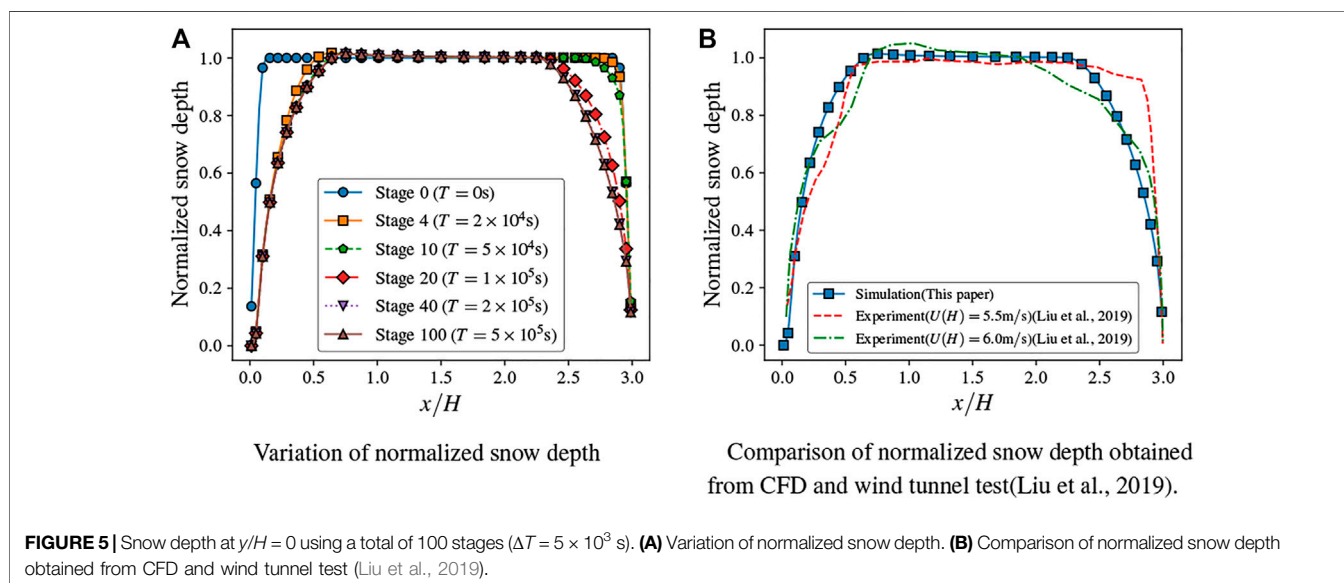 A
Normalized snow depth
1.0
0.8
0.6
0.4
0.2
0.0
Stage 0 (T = 0s)
Stage 4 (T = 2 × 10⁴s)
Stage 10 (T = 5 × 10⁴s)
Stage 20 (T = 1 × 10⁵s)
Stage 40 (T = 2 × 10⁵s)
Stage 100 (T = 5 × 10⁵s)
0.0 0.5 1.0 1.5 2.0 2.5 3.0
x/H
Variation of normalized snow depth
B
Normalized snow depth
1.0
0.8
0.6
0.4
0.2
0.0
Simulation(This paper)
Experiment(U(H) = 5.5m/s)(Liu et al., 2019)
Experiment(U(H) = 6.0m/s)(Liu et al., 2019)
0.0 0.5 1.0 1.5 2.0 2.5 3.0
x/H
Comparison of normalized snow depth obtained
from CFD and wind tunnel test(Liu et al., 2019).
FIGURE 5 | Snow depth at y/H = 0 using a total of 100 stages (ΔT = 5 × 10³ s). (A) Variation of normalized snow depth. (B) Comparison of normalized snow depth
obtained from CFD and wind tunnel test (Liu et al., 2019).